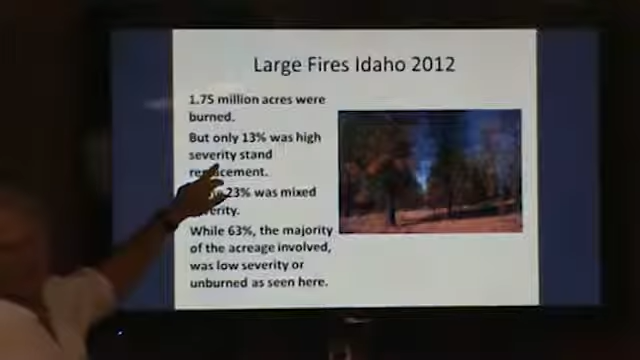 Large Fires Idaho 2012
1.75 million acres were
burned.
But only 13% was high
severity stand
replacement.
23% was mixed
While 63%, the majority
of the acreage involved,
was low severity or
unburned as seen here.